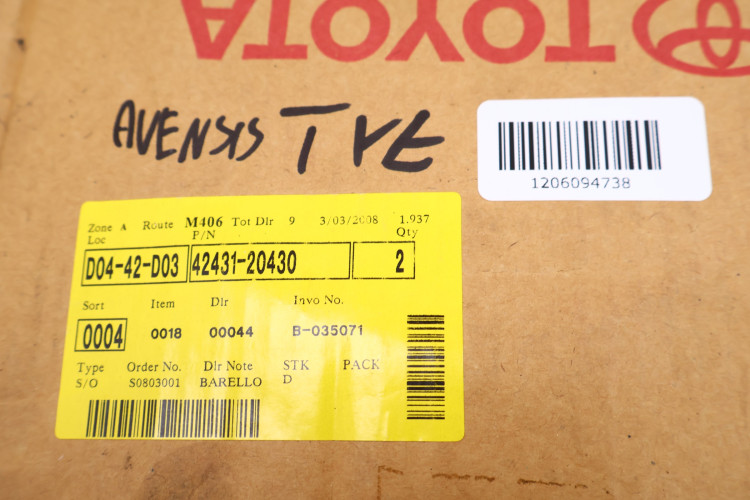 TOYOTA
AVENSIS TYE
1206094738
Zone A Route M406 Tot Dlr 9 3/03/2008 1.937
Loc P/N Qty
D04-42-D03 42431-20430 2
Sort Item Dlr Invo No.
0004 0018 00044 B-035071
Type Order No. Dlr Note STK PACK
S/O S0803001 BARELLO D